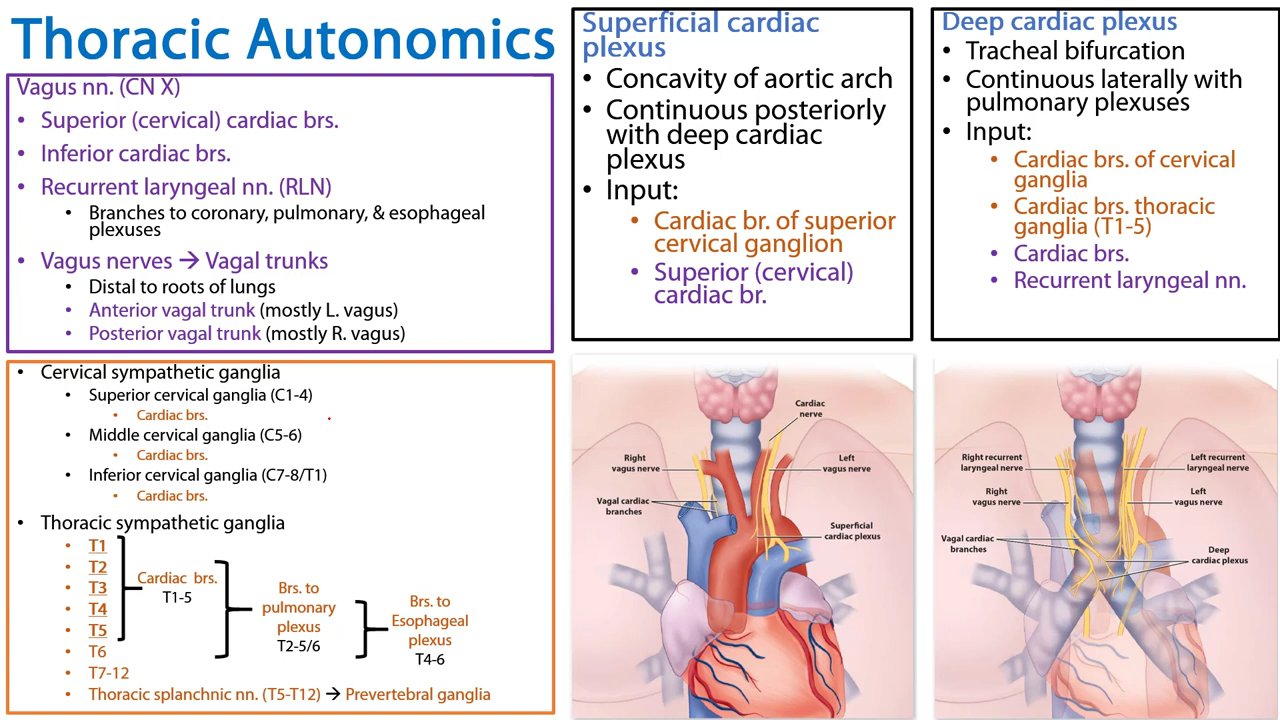 Thoracic Autonomics
Vagus nn. (CN X)
• Superior (cervical) cardiac brs.
• Inferior cardiac brs.
• Recurrent laryngeal nn. (RLN)
• Branches to coronary, pulmonary, & esophageal
plexuses
• Vagus nerves → Vagal trunks
• Distal to roots of lungs
• Anterior vagal trunk (mostly L. vagus)
• Posterior vagal trunk (mostly R. vagus)
• Cervical sympathetic ganglia
• Superior cervical ganglia (C1-4)
• Cardiac brs.
• Middle cervical ganglia (C5-6)
• Cardiac brs.
• Inferior cervical ganglia (C7-8/T1)
• Cardiac brs.
• Thoracic sympathetic ganglia
• T1
• T2
• T3
• T4
• T5
• T6
• T7-12
• Thoracic splanchnic nn. (T5-T12) → Prevertebral ganglia
Cardiac brs.
T1-5
Brs. to
pulmonary
plexus
T2-5/6
Brs. to
Esophageal
plexus
T4-6
Superficial cardiac
plexus
• Concavity of aortic arch
• Continuous posteriorly
with deep cardiac
plexus
• Input:
• Cardiac br. of superior
cervical ganglion
• Superior (cervical)
cardiac br.
Deep cardiac plexus
• Tracheal bifurcation
• Continuous laterally with
pulmonary plexuses
• Input:
• Cardiac brs. of cervical
ganglia
• Cardiac brs. thoracic
ganglia (T1-5)
• Cardiac brs.
• Recurrent laryngeal nn.
Cardiac
nerve
Right
vagus nerve
Left
vagus nerve
Vagal cardiac
branches
Superficial
cardiac plexus
Right recurrent
laryngeal nerve
Left recurrent
laryngeal nerve
Right
vagus nerve
Left
vagus nerve
Vagal cardiac
branches
Deep
cardiac plexus